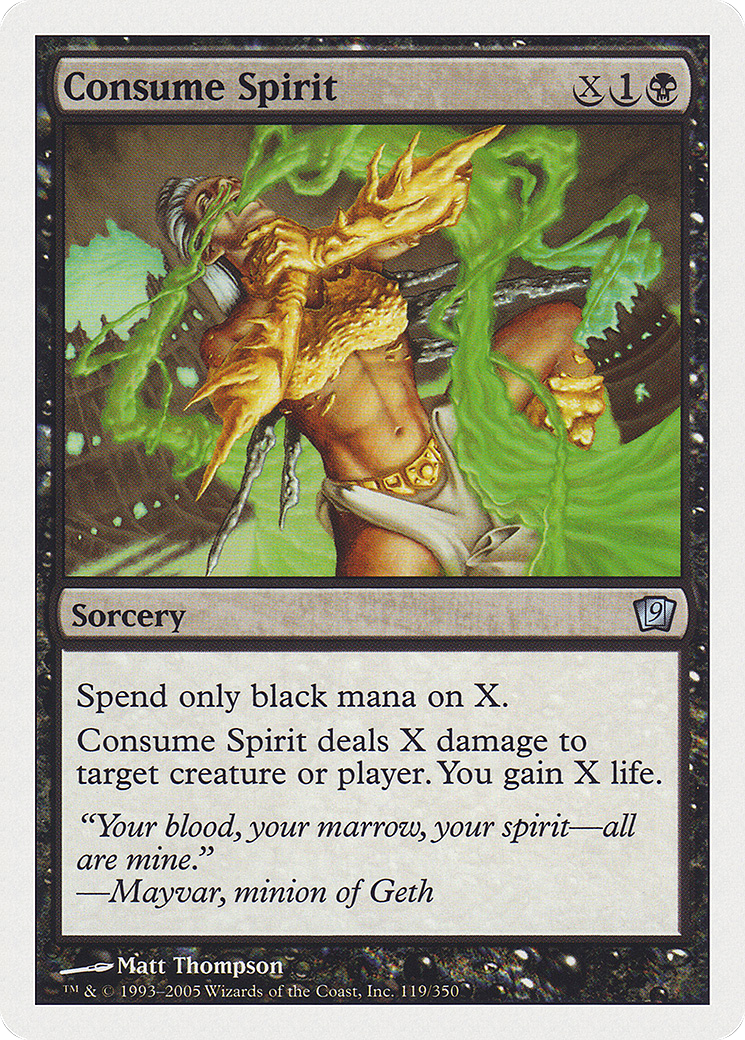 Consume Spirit X1
Sorcery 9
Spend only black mana on X.
Consume Spirit deals X damage to
target creature or player. You gain X life.
“Your blood, your marrow, your spirit—all
are mine.”
—Mayvar, minion of Geth
Matt Thompson
™ & © 1993–2005 Wizards of the Coast, Inc. 119/350